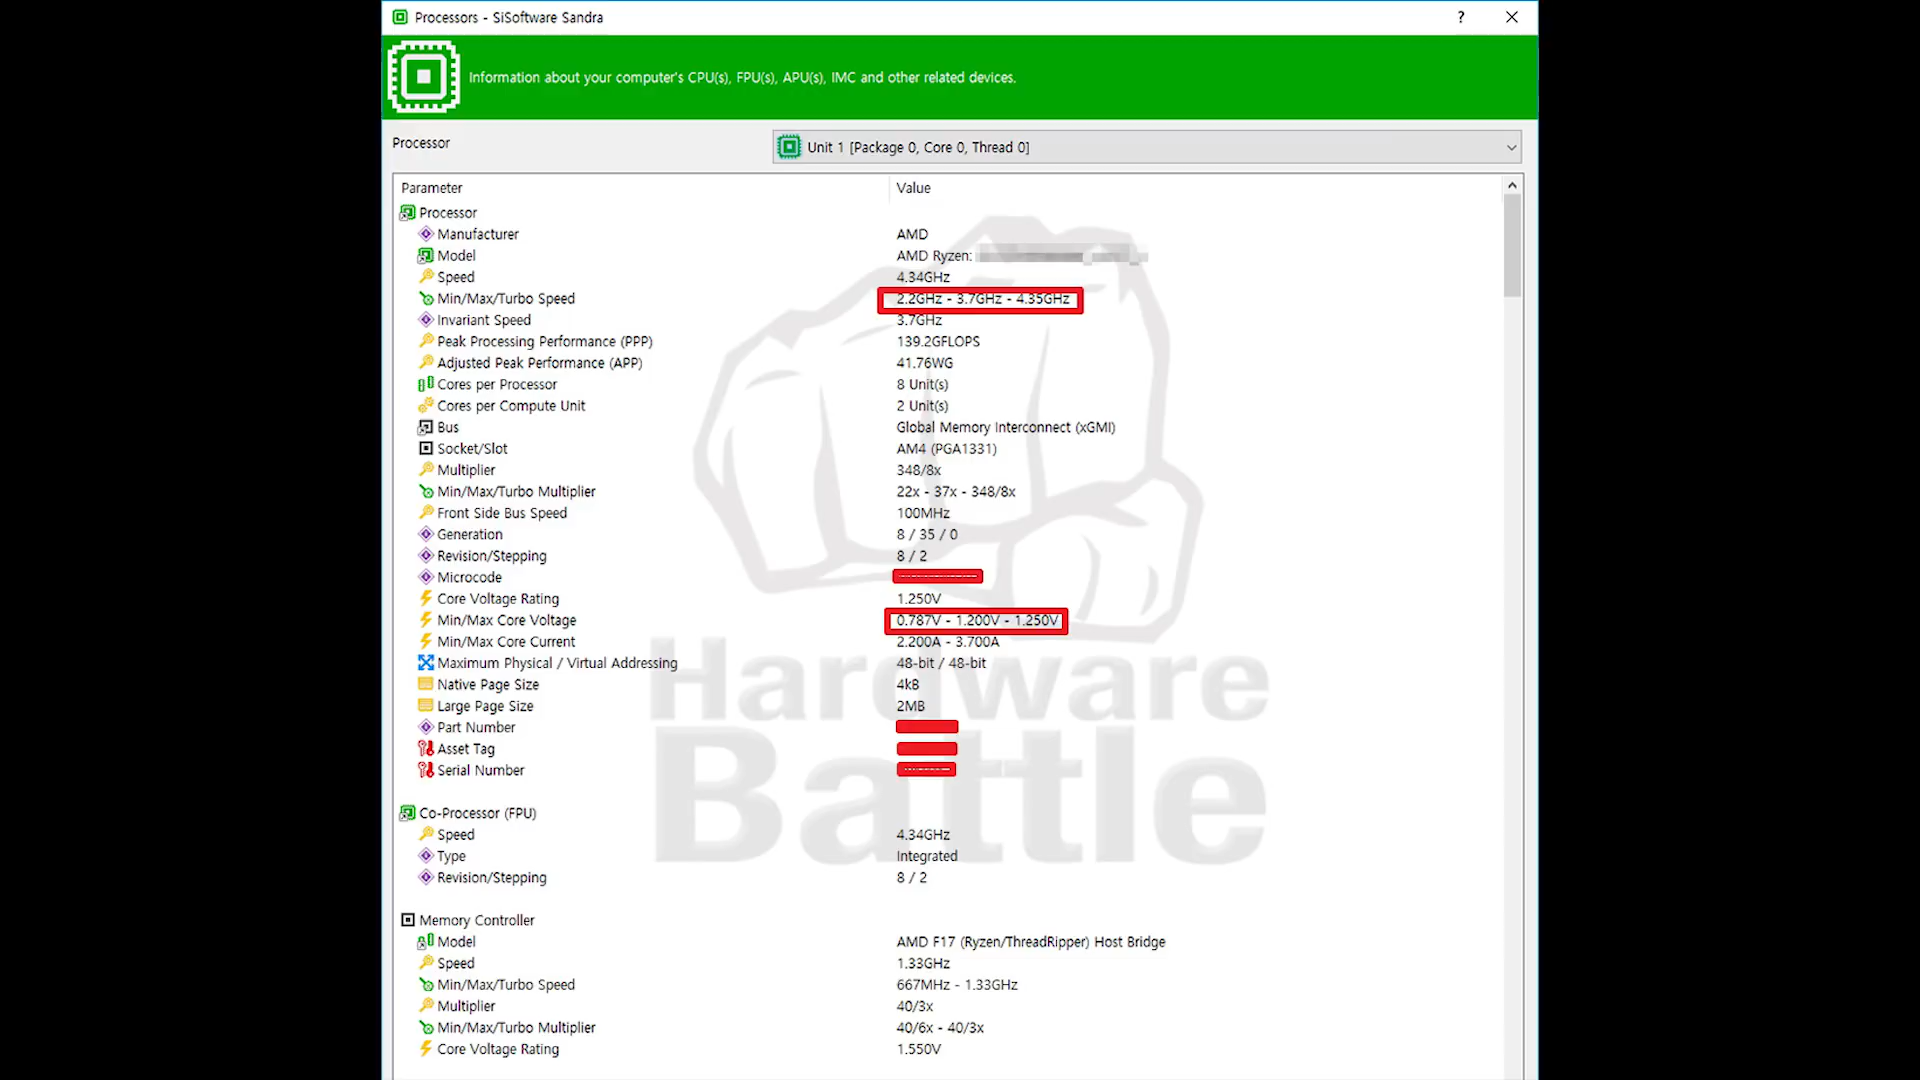 Processors - SiSoftware Sandra
?
Information about your computer's CPU(s), FPU(s), APU(s), IMC and other related devices.
Processor Unit 1 [Package 0, Core 0, Thread 0]
Parameter Value
Processor
Manufacturer AMD
Model AMD Ryzen:
Speed 4.34GHz
Min/Max/Turbo Speed 2.2GHz - 3.7GHz - 4.35GHz
Invariant Speed 3.7GHz
Peak Processing Performance (PPP) 139.2GFLOPS
Adjusted Peak Performance (APP) 41.76WG
Cores per Processor 8 Unit(s)
Cores per Compute Unit 2 Unit(s)
Bus Global Memory Interconnect (xGMI)
Socket/Slot AM4 (PGA1331)
Multiplier 348/8x
Min/Max/Turbo Multiplier 22x - 37x - 348/8x
Front Side Bus Speed 100MHz
Generation 8 / 35 / 0
Revision/Stepping 8 / 2
Microcode
Core Voltage Rating 1.250V
Min/Max Core Voltage 0.787V - 1.200V - 1.250V
Min/Max Core Current 2.200A - 3.700A
Maximum Physical / Virtual Addressing 48-bit / 48-bit
Native Page Size 4kB
Large Page Size 2MB
Part Number
Asset Tag
Serial Number
Hardware
Battle
Co-Processor (FPU)
Speed 4.34GHz
Type Integrated
Revision/Stepping 8 / 2
Memory Controller
Model AMD F17 (Ryzen/ThreadRipper) Host Bridge
Speed 1.33GHz
Min/Max/Turbo Speed 667MHz - 1.33GHz
Multiplier 40/3x
Min/Max/Turbo Multiplier 40/6x - 40/3x
Core Voltage Rating 1.550V